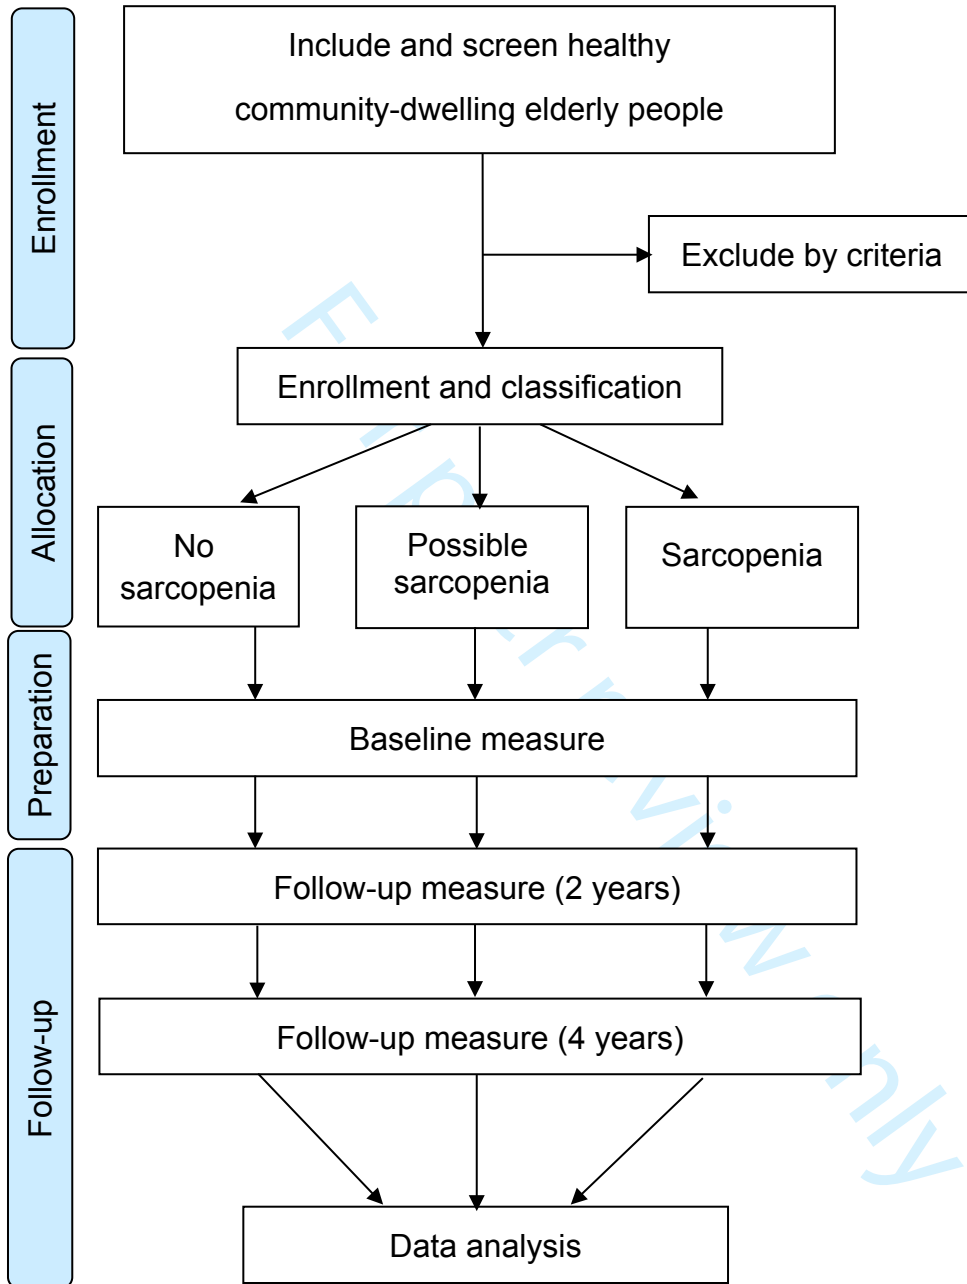 Enrollment
Include and screen healthy
community-dwelling elderly people
Exclude by criteria
Allocation
Enrollment and classification
No
sarcopenia
Possible
sarcopenia
Sarcopenia
Preparation
Baseline measure
Follow-up
Follow-up measure (2 years)
Follow-up measure (4 years)
Data analysis
only